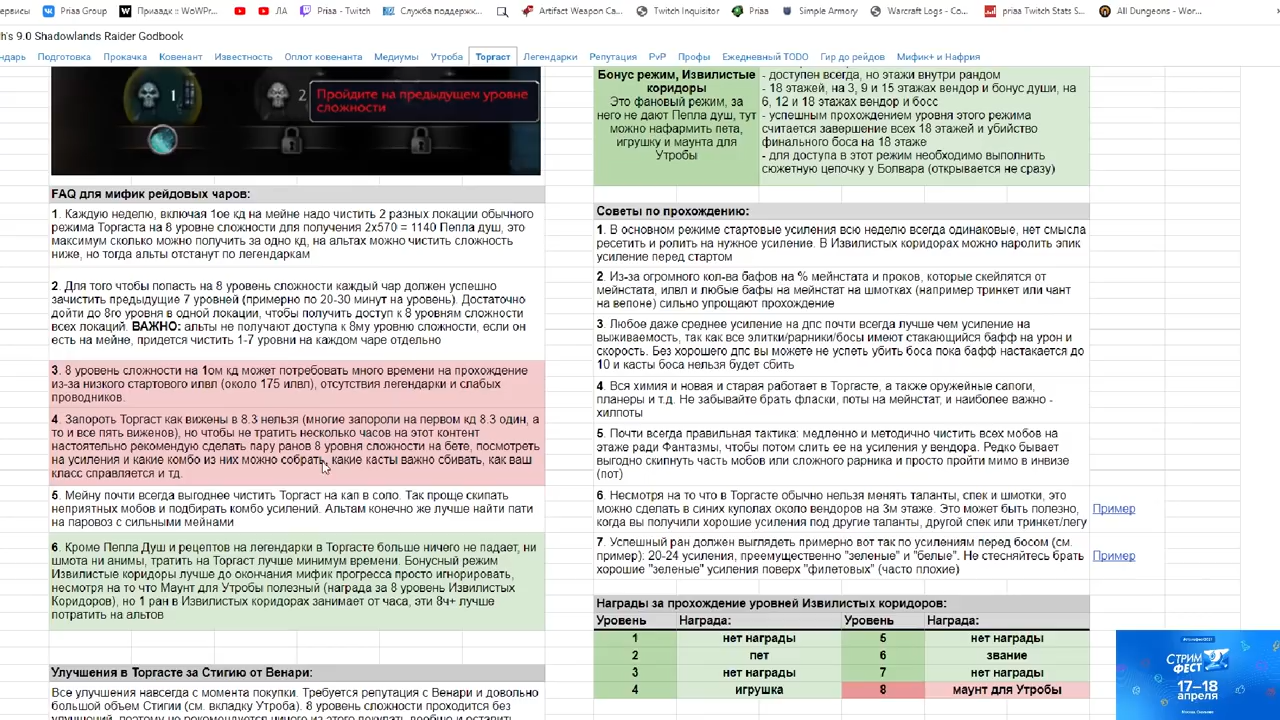 ервисы Priaa Group Приаадк :: WoWPr... ЛА Priaa - Twitch Служба поддержк... Artifact Weapon Ca... Twitch Inquisitor Priaa Simple Armory Warcraft Logs - Co... priaa Twitch Stats S... All Dungeons - Wor...
h's 9.0 Shadowlands Raider Godbook
ндарь Подготовка Прокачка Ковенант Известность Оплот ковенанта Медиумы Утроба Торгаст Легендарки Репутация PvP Профы Ежедневный TODO Гир до рейдов Мифик+ и Нафрия
1 2 Пройдите на предыдущем уровне
сложности
FAQ для мифик рейдовых чаров:
1. Каждую неделю, включая 1ое кд на мейне надо чистить 2 разных локации обычного
режима Торгаста на 8 уровне сложности для получения 2x570 = 1140 Пепла душ, это
максимум сколько можно получить за одно кд, на альтах можно чистить сложность
ниже, но тогда альты отстанут по легендаркам
2. Для того чтобы попасть на 8 уровень сложности каждый чар должен успешно
зачистить предыдущие 7 уровней (примерно по 20-30 минут на уровень). Достаточно
дойти до 8го уровня в одной локации, чтобы получить доступ к 8 уровням сложности
всех локаций. ВАЖНО: альты не получают доступа к 8му уровню сложности, если он
есть на мейне, придется чистить 1-7 уровни на каждом чаре отдельно
3. 8 уровень сложности на 1ом кд может потребовать много времени на прохождение
из-за низкого стартового илвл (около 175 илвл), отсутствия легендарки и слабых
проводников.
4. Запороть Торгаст как вижены в 8.3 нельзя (многие запороли на первом кд 8.3 один, а
то и все пять виженов), но чтобы не тратить несколько часов на этот контент
настоятельно рекомендую сделать пару ранов 8 уровня сложности на бете, посмотреть
на усиления и какие комбо из них можно собрать, какие касты важно сбивать, как ваш
класс справляется и тд.
5. Мейну почти всегда выгоднее чистить Торгаст на кап в соло. Так проще скипать
неприятных мобов и подбирать комбо усилений. Альтам конечно же лучше найти пати
на паровоз с сильными мейнами
6. Кроме Пепла Душ и рецептов на легендарки в Торгасте больше ничего не падает, ни
шмота ни анимы, тратить на Торгаст лучше минимум времени. Бонусный режим
Извилистые коридоры лучше до окончания мифик прогресса просто игнорировать,
несмотря на то что Маунт для Утробы полезный (награда за 8 уровень Извилистых
Коридоров), но 1 ран в Извилистых коридорах занимает от часа, эти 8ч+ лучше
потратить на альтов
Улучшения в Торгасте за Стигию от Венари:
Все улучшения навсегда с момента покупки. Требуется репутация с Венари и довольно
большой объем Стигии (см. вкладку Утроба). 8 уровень сложности проходится без
улучшений, поэтому не рекомендуется ничего из этого покупать вообще и оставить
Бонус режим, Извилистые
коридоры
Это фановый режим, за
него не дают Пепла душ, тут
можно нафармить пета,
игрушку и маунта для
Утробы
- доступен всегда, но этажи внутри рандом
- 18 этажей, на 3, 9 и 15 этажах вендор и бонус души, на
6, 12 и 18 этажах вендор и босс
- успешным прохождением уровня этого режима
считается завершение всех 18 этажей и убийство
финального боса на 18 этаже
- для доступа в этот режим необходимо выполнить
сюжетную цепочку у Болвара (открывается не сразу)
Советы по прохождению:
1. В основном режиме стартовые усиления всю неделю всегда одинаковые, нет смысла
ресетить и ролить на нужное усиление. В Извилистых коридорах можно наролить эпик
усиление перед стартом
2. Из-за огромного кол-ва бафов на % мейнстата и проков, которые скейлятся от
мейнстата, илвл и любые бафы на мейнстат на шмотках (например тринкет или чант
на вепоне) сильно упрощают прохождение
3. Любое даже среднее усиление на дпс почти всегда лучше чем усиление на
выживаемость, так как все элитки/рарники/босы имеют стакающийся бафф на урон и
скорость. Без хорошего дпс вы можете не успеть убить боса пока бафф настакается до
10 и касты боса нельзя будет сбить
4. Вся химия и новая и старая работает в Торгасте, а также оружейные сапоги,
планеры и т.д. Не забывайте брать фласки, поты на мейнстат, и наиболее важно -
хилпоты
5. Почти всегда правильная тактика: медленно и методично чистить всех мобов на
этаже ради Фантазмы, чтобы потом слить ее на усиления у вендора. Редко бывает
выгодно скипнуть часть мобов или сложного рарника и просто пройти мимо в инвизе
(пот)
6. Несмотря на то что в Торгасте обычно нельзя менять таланты, спек и шмотки, это
можно сделать в синих куполах около вендоров на 3м этаже. Это может быть полезно,
когда вы получили хорошие усиления под другие таланты, другой спек или тринкет/легу
Пример
7. Успешный ран должен выглядеть примерно вот так по усилениям перед босом (см.
пример): 20-24 усиления, преемущественно "зеленые" и "белые". Не стесняйтесь брать
хорошие "зеленые" усиления поверх "филетовых" (часто плохие)
Пример
Награды за прохождение уровней Извилистых коридоров:
Уровень Награда: Уровень Награда:
1 нет награды 5 нет награды
2 пет 6 звание
3 нет награды 7 нет награды
4 игрушка 8 маунт для Утробы
СТРИМ
ФЕСТ
17–18
апреля